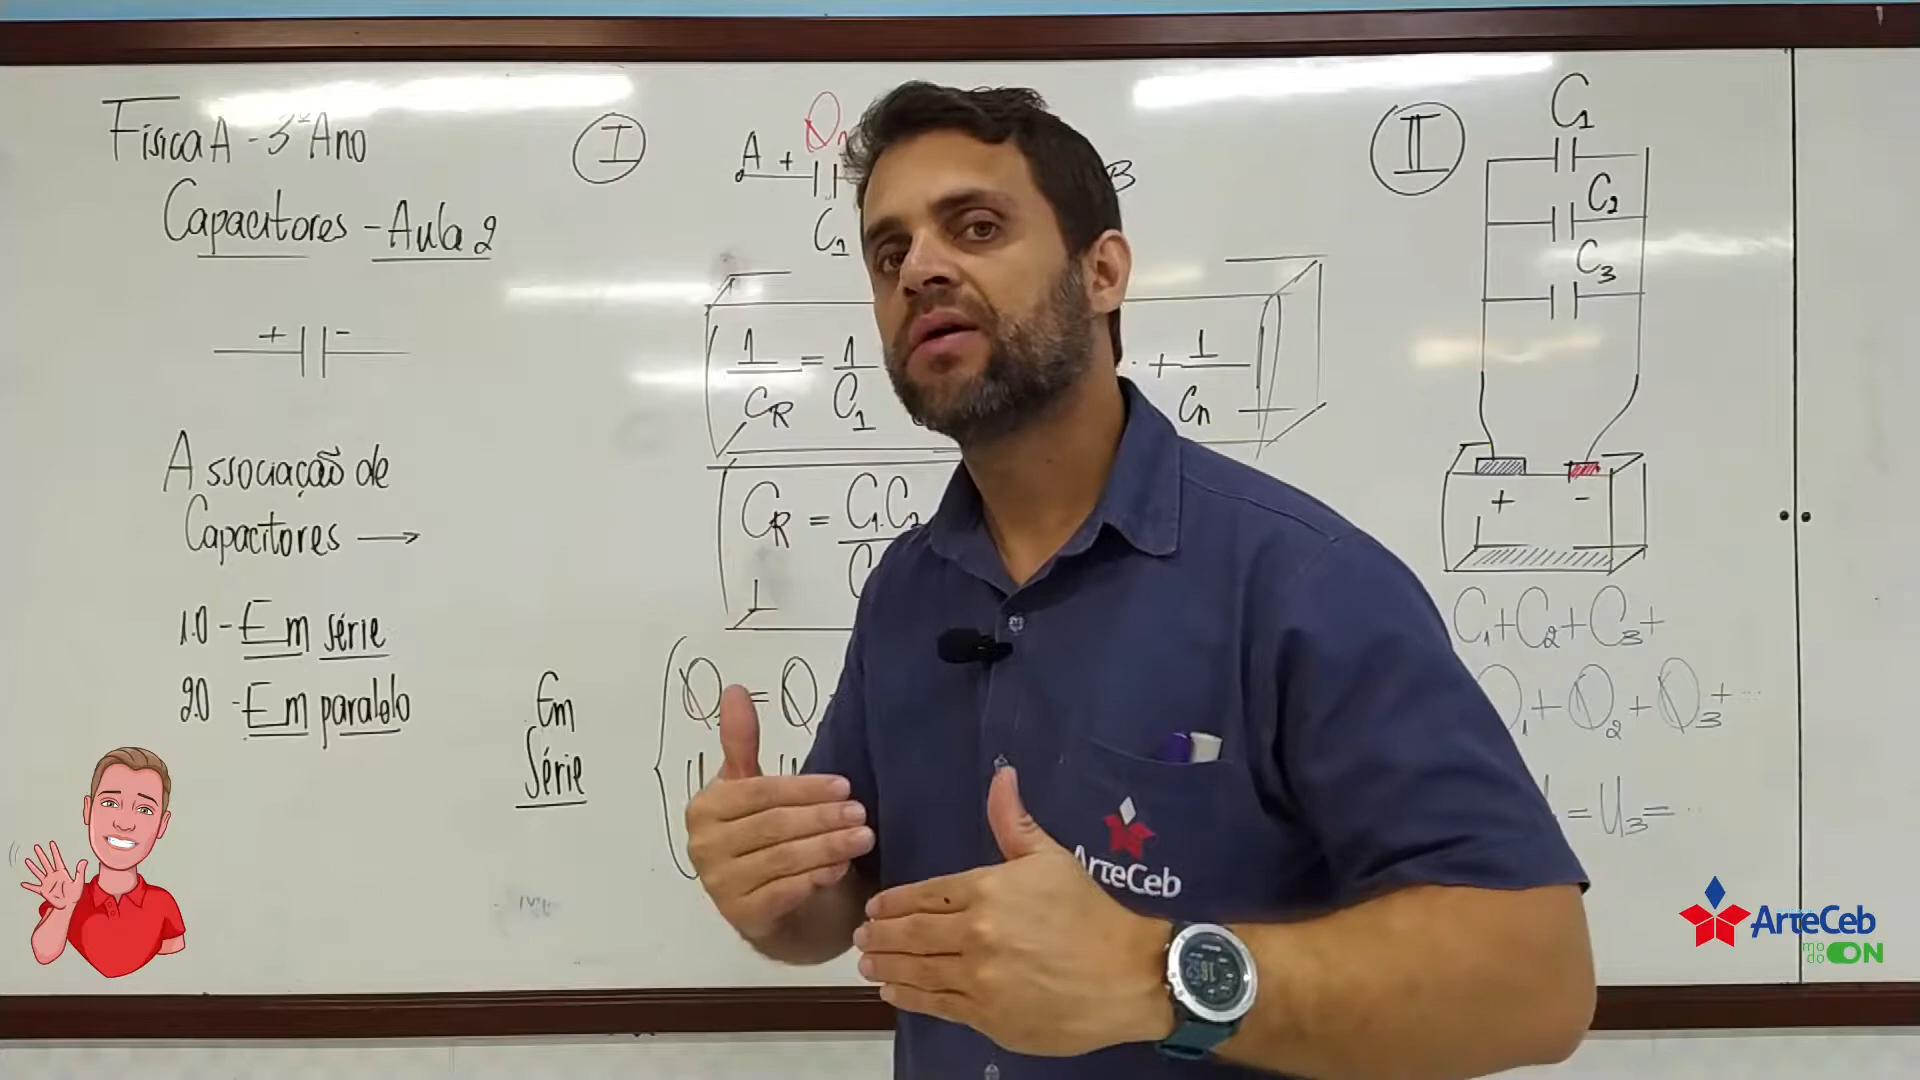 Física A - 3º Ano
Capacitores - Aula 2
+ -
Associação de
Capacitores →
1.0 - Em série
2.0 - Em paralelo
I
A +
B
C1
1/CR = 1/C1
· + 1/Cn
CR = C1.C2
Em
Série
II
C1
C2
C3
+ -
C1+C2+C3+
1+Q2+Q3+...
=U3=...
ArteCeb
ArteCeb
modo ON